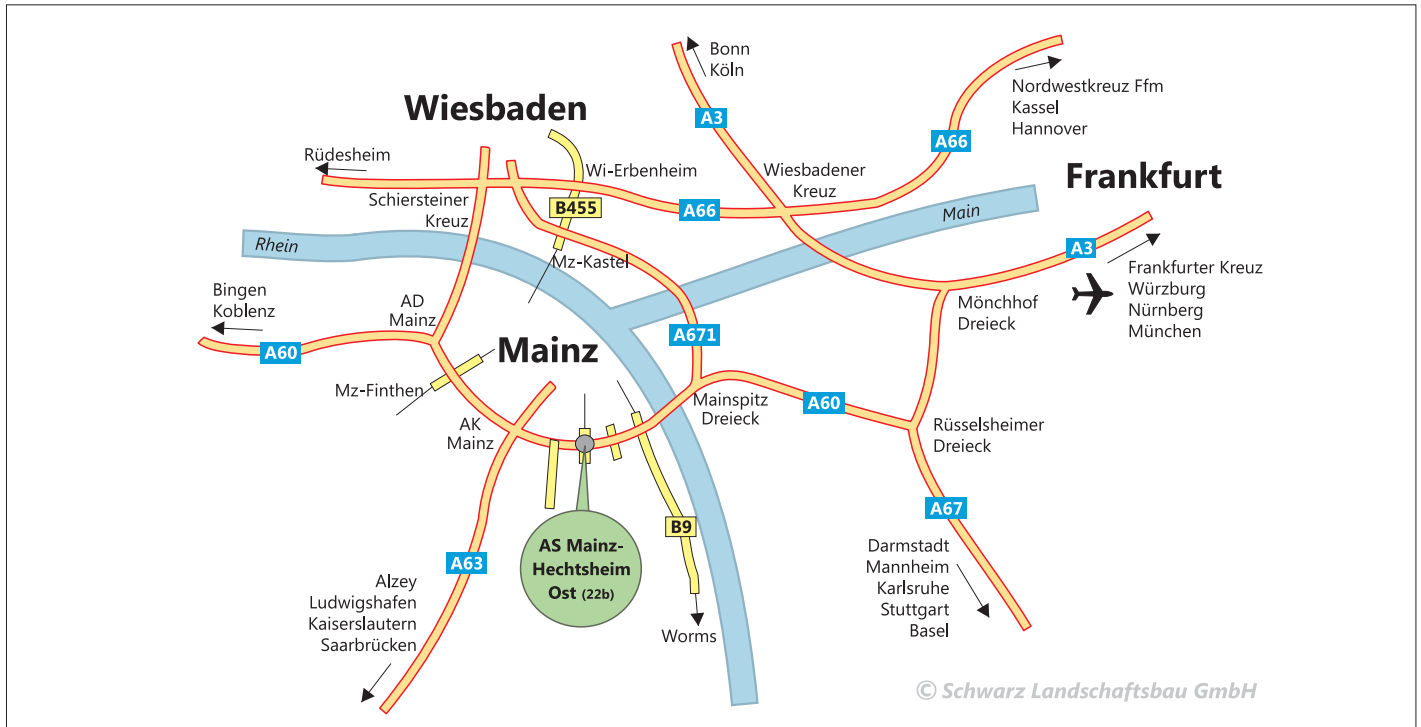 Bonn
Köln
Nordwestkreuz Ffm
Kassel
Hannover
Wiesbaden
A3
A66
Rüdesheim
Wi-Erbenheim
Wiesbadener
Kreuz
Frankfurt
Schiersteiner
Kreuz
B455
A66
Main
Rhein
Mz-Kastel
A3
Frankfurter Kreuz
Würzburg
Nürnberg
München
Bingen
Koblenz
AD
Mainz
Mönchhof
Dreieck
A60
Mainz
A671
Mz-Finthen
Mainspitz
Dreieck
A60
AK
Mainz
Rüsselsheimer
Dreieck
A67
B9
AS Mainz-
Hechtsheim
Ost (22b)
A63
Darmstadt
Mannheim
Karlsruhe
Stuttgart
Basel
Alzey
Ludwigshafen
Kaiserslautern
Saarbrücken
Worms
© Schwarz Landschaftsbau GmbH